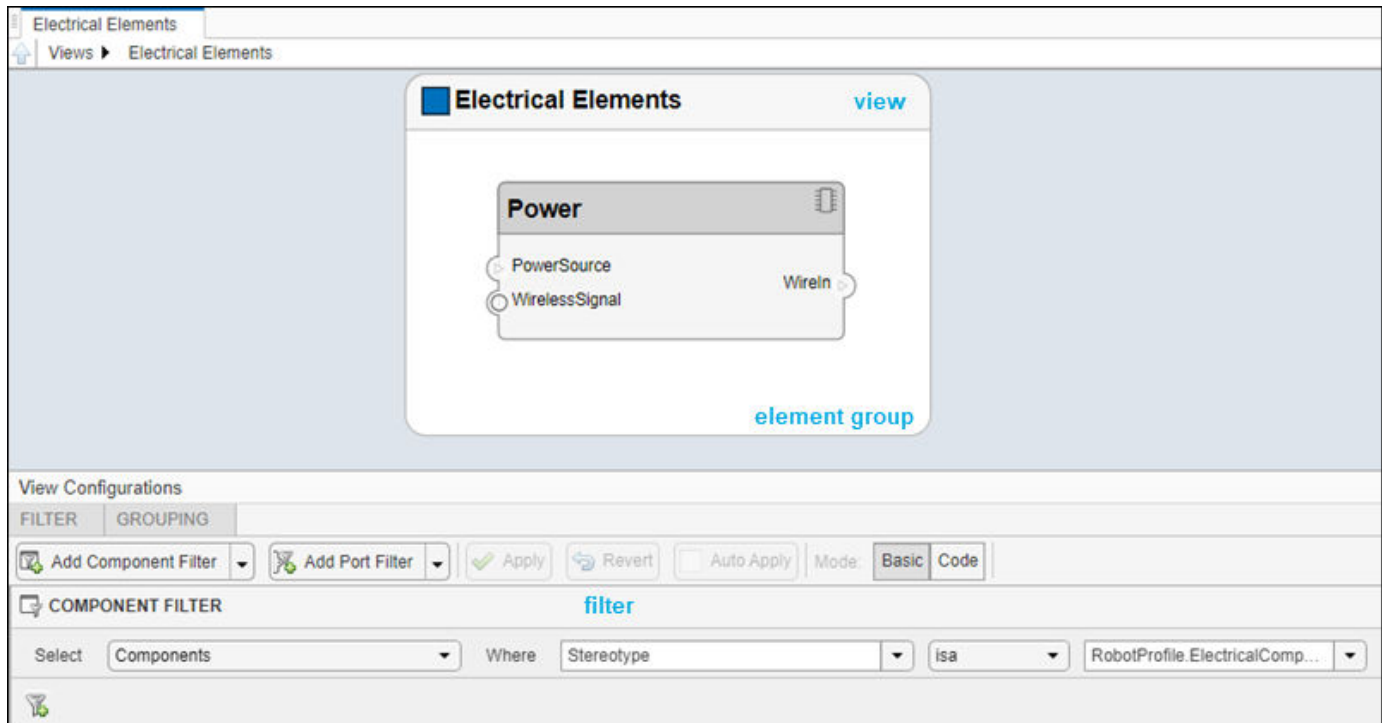 Electrical Elements
Views Electrical Elements
Electrical Elements view
Power
PowerSource
WireIn
WirelessSignal
element group
View Configurations
FILTER GROUPING
Add Component Filter Add Port Filter Apply Revert Auto Apply Mode: Basic Code
COMPONENT FILTER filter
Select Components Where Stereotype isa RobotProfile.ElectricalComp...